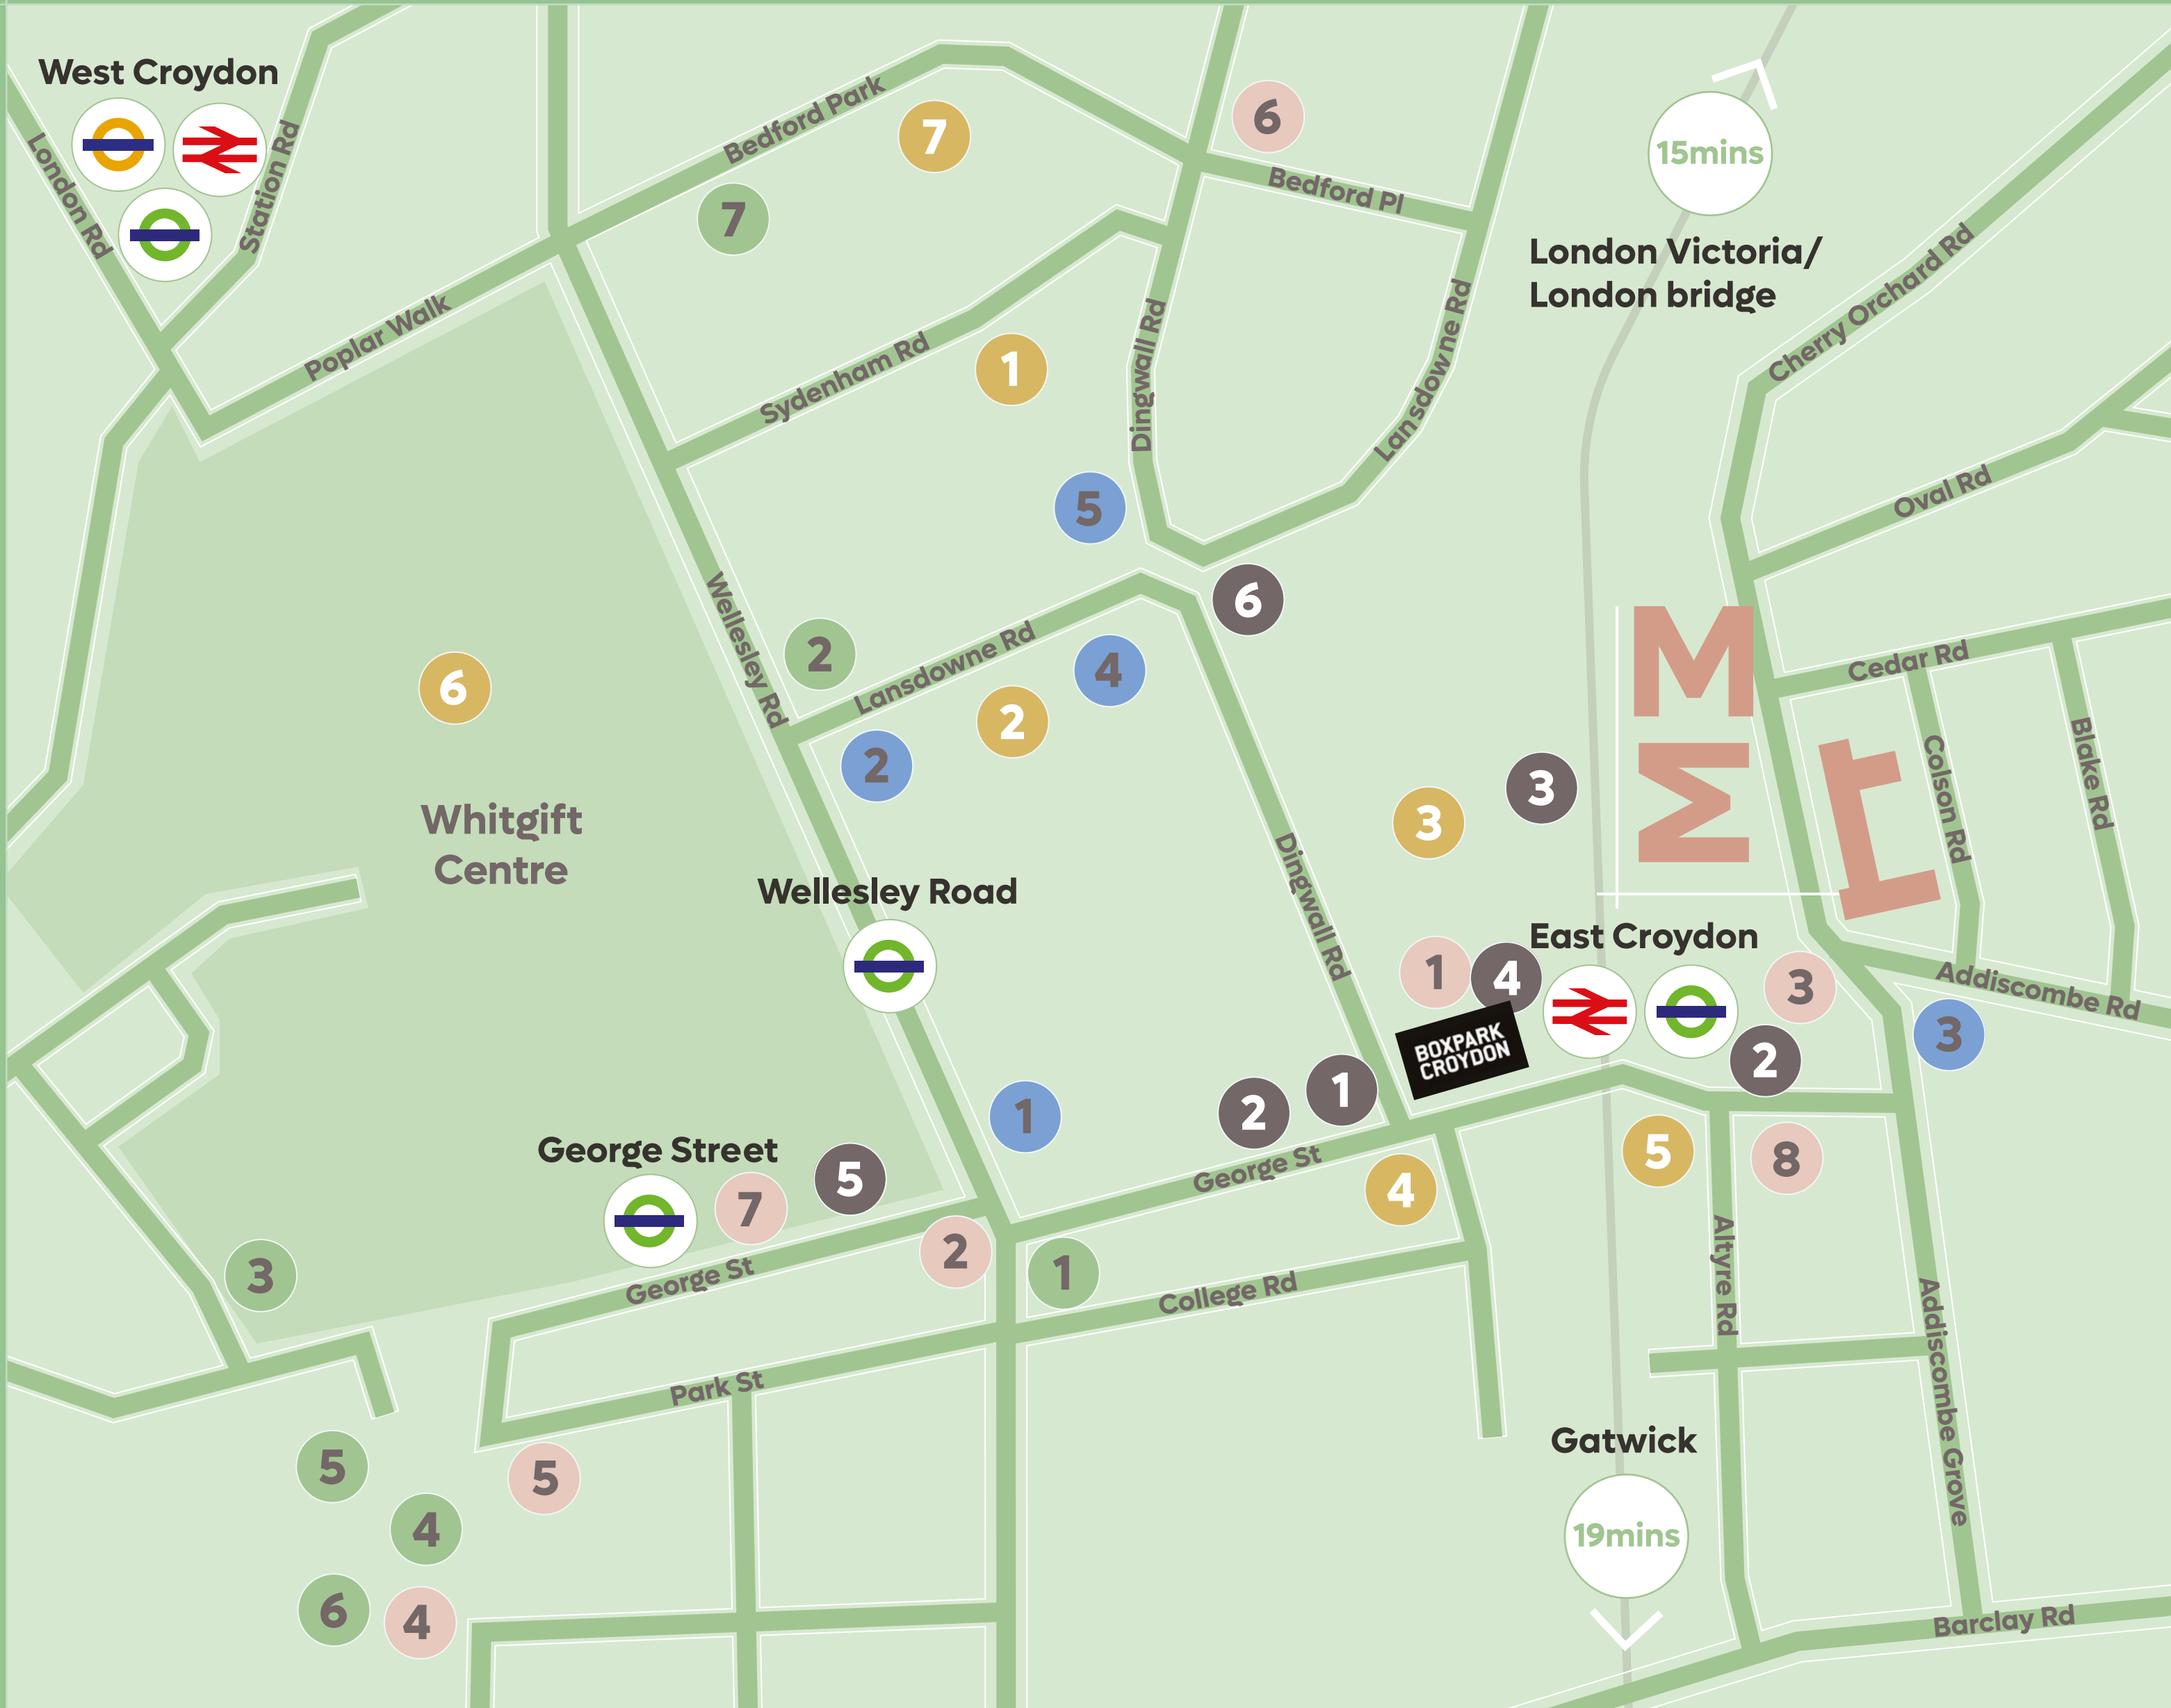 West Croydon
London Rd
Station Rd
Poplar Walk
Bedford Park
7
7
6
Bedford Pl
15mins
London Victoria/
London bridge
Cherry Orchard Rd
Sydenham Rd
1
Dingwall Rd
Lansdowne Rd
5
6
Oval Rd
Wellesley Rd
2
Lansdowne Rd
4
2
2
6
Whitgift
Centre
Cedar Rd
Colson Rd
Blake Rd
3
3
Dingwall Rd
Wellesley Road
East Croydon
1
4
BOXPARK
CROYDON
3
2
Addiscombe Rd
3
1
2
1
George Street
7
5
George St
4
5
8
George St
2
1
College Rd
3
Altyre Rd
Addiscombe Grove
Park St
5
5
4
6
4
Gatwick
19mins
Barclay Rd